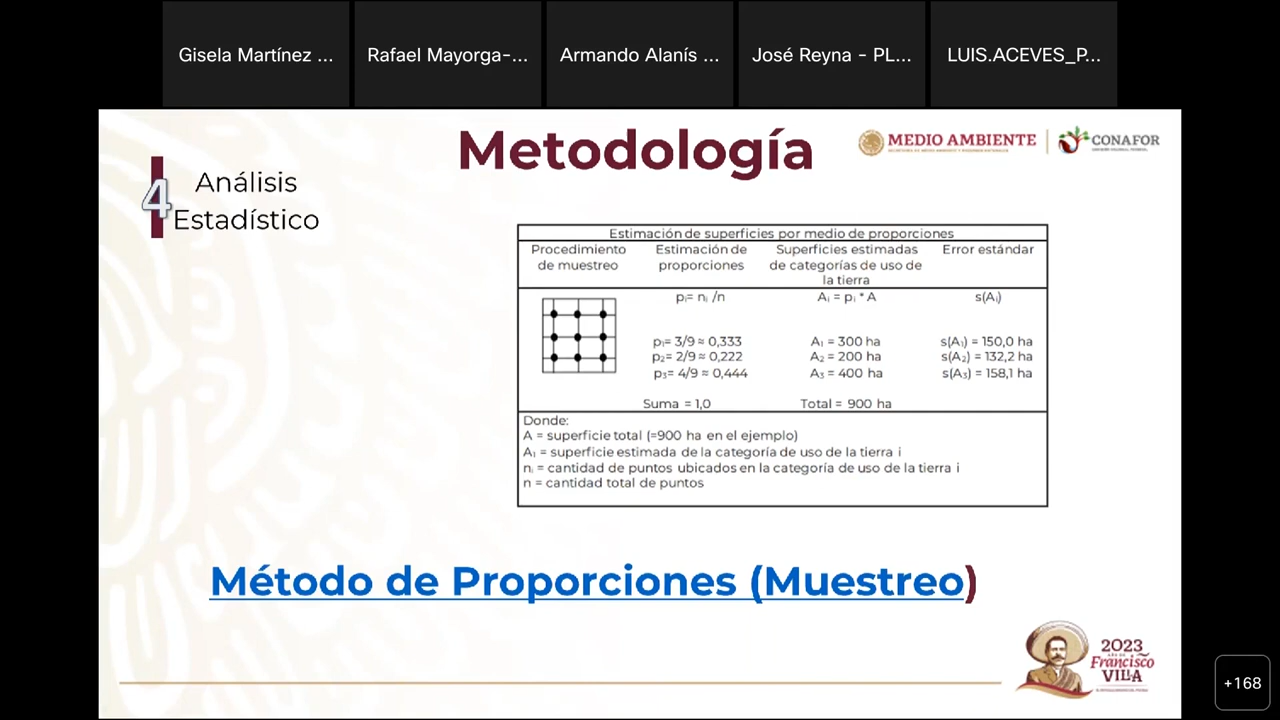 Gisela Martínez ...
Rafael Mayorga-...
Armando Alanís ...
José Reyna - PL...
LUIS.ACEVES_P...
Metodología
MEDIO AMBIENTE
CONAFOR
4
Análisis
Estadístico
Estimación de superficies por medio de proporciones
Procedimiento de muestreo
Estimación de proporciones
Superficies estimadas de categorías de uso de la tierra
Error estándar
pᵢ= nᵢ /n
Aᵢ = pᵢ * A
s(Aᵢ)
p₁= 3/9 ≈ 0,333
A₁ = 300 ha
s(A₁) = 150,0 ha
p₂= 2/9 ≈ 0,222
A₂ = 200 ha
s(A₂) = 132,2 ha
p₃= 4/9 ≈ 0,444
A₃ = 400 ha
s(A₃) = 158,1 ha
Suma = 1,0
Total = 900 ha
Donde:
A = superficie total (=900 ha en el ejemplo)
A₁ = superficie estimada de la categoría de uso de la tierra i
nᵢ = cantidad de puntos ubicados en la categoría de uso de la tierra i
n = cantidad total de puntos
Método de Proporciones (Muestreo)
2023
Francisco
VILLA
+168